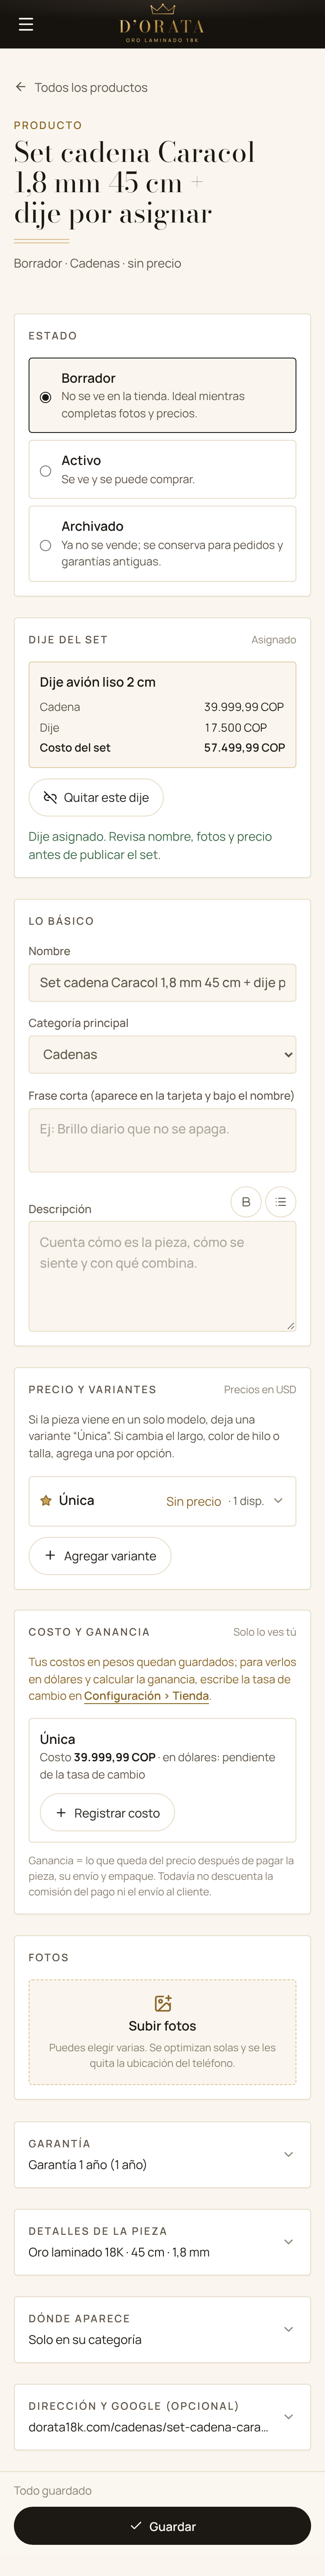 D'ORATA
ORO LAMINADO 18K
Todos los productos
PRODUCTO
Set cadena Caracol
1,8 mm 45 cm +
dije por asignar
Borrador · Cadenas · sin precio
ESTADO
Borrador
No se ve en la tienda. Ideal mientras
completas fotos y precios.
Activo
Se ve y se puede comprar.
Archivado
Ya no se vende; se conserva para pedidos y
garantías antiguas.
DIJE DEL SET Asignado
Dije avión liso 2 cm
Cadena 39.999,99 COP
Dije 17.500 COP
Costo del set 57.499,99 COP
Quitar este dije
Dije asignado. Revisa nombre, fotos y precio
antes de publicar el set.
LO BÁSICO
Nombre
Set cadena Caracol 1,8 mm 45 cm + dije p
Categoría principal
Cadenas
Frase corta (aparece en la tarjeta y bajo el nombre)
Ej: Brillo diario que no se apaga.
Descripción B
Cuenta cómo es la pieza, cómo se
siente y con qué combina.
PRECIO Y VARIANTES Precios en USD
Si la pieza viene en un solo modelo, deja una
variante “Única”. Si cambia el largo, color de hilo o
talla, agrega una por opción.
Única Sin precio · 1 disp.
Agregar variante
COSTO Y GANANCIA Solo lo ves tú
Tus costos en pesos quedan guardados; para verlos
en dólares y calcular la ganancia, escribe la tasa de
cambio en Configuración > Tienda.
Única
Costo 39.999,99 COP · en dólares: pendiente
de la tasa de cambio
Registrar costo
Ganancia = lo que queda del precio después de pagar la
pieza, su envío y empaque. Todavía no descuenta la
comisión del pago ni el envío al cliente.
FOTOS
Subir fotos
Puedes elegir varias. Se optimizan solas y se les
quita la ubicación del teléfono.
GARANTÍA
Garantía 1 año (1 año)
DETALLES DE LA PIEZA
Oro laminado 18K · 45 cm · 1,8 mm
DÓNDE APARECE
Solo en su categoría
DIRECCIÓN Y GOOGLE (OPCIONAL)
dorata18k.com/cadenas/set-cadena-cara...
Todo guardado
Guardar